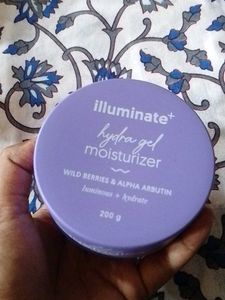 illuminate+
hydra gel
moisturizer
WILD BERRIES & ALPHA ARBUTIN
luminous + hydrate
200 g